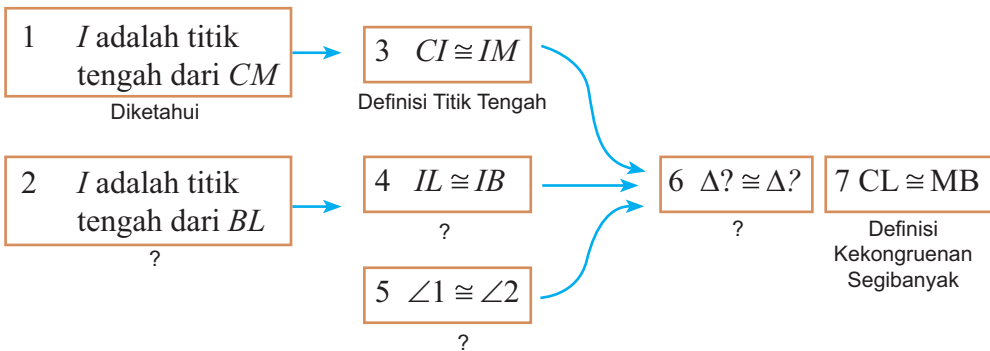 1 I adalah titik
tengah dari CM
Diketahui
3 CI ≅ IM
Definisi Titik Tengah
2 I adalah titik
tengah dari BL
?
4 IL ≅ IB
?
5 ∠1 ≅ ∠2
?
6 Δ? ≅ Δ?
?
7 CL ≅ MB
Definisi
Kekongruenan
Segibanyak